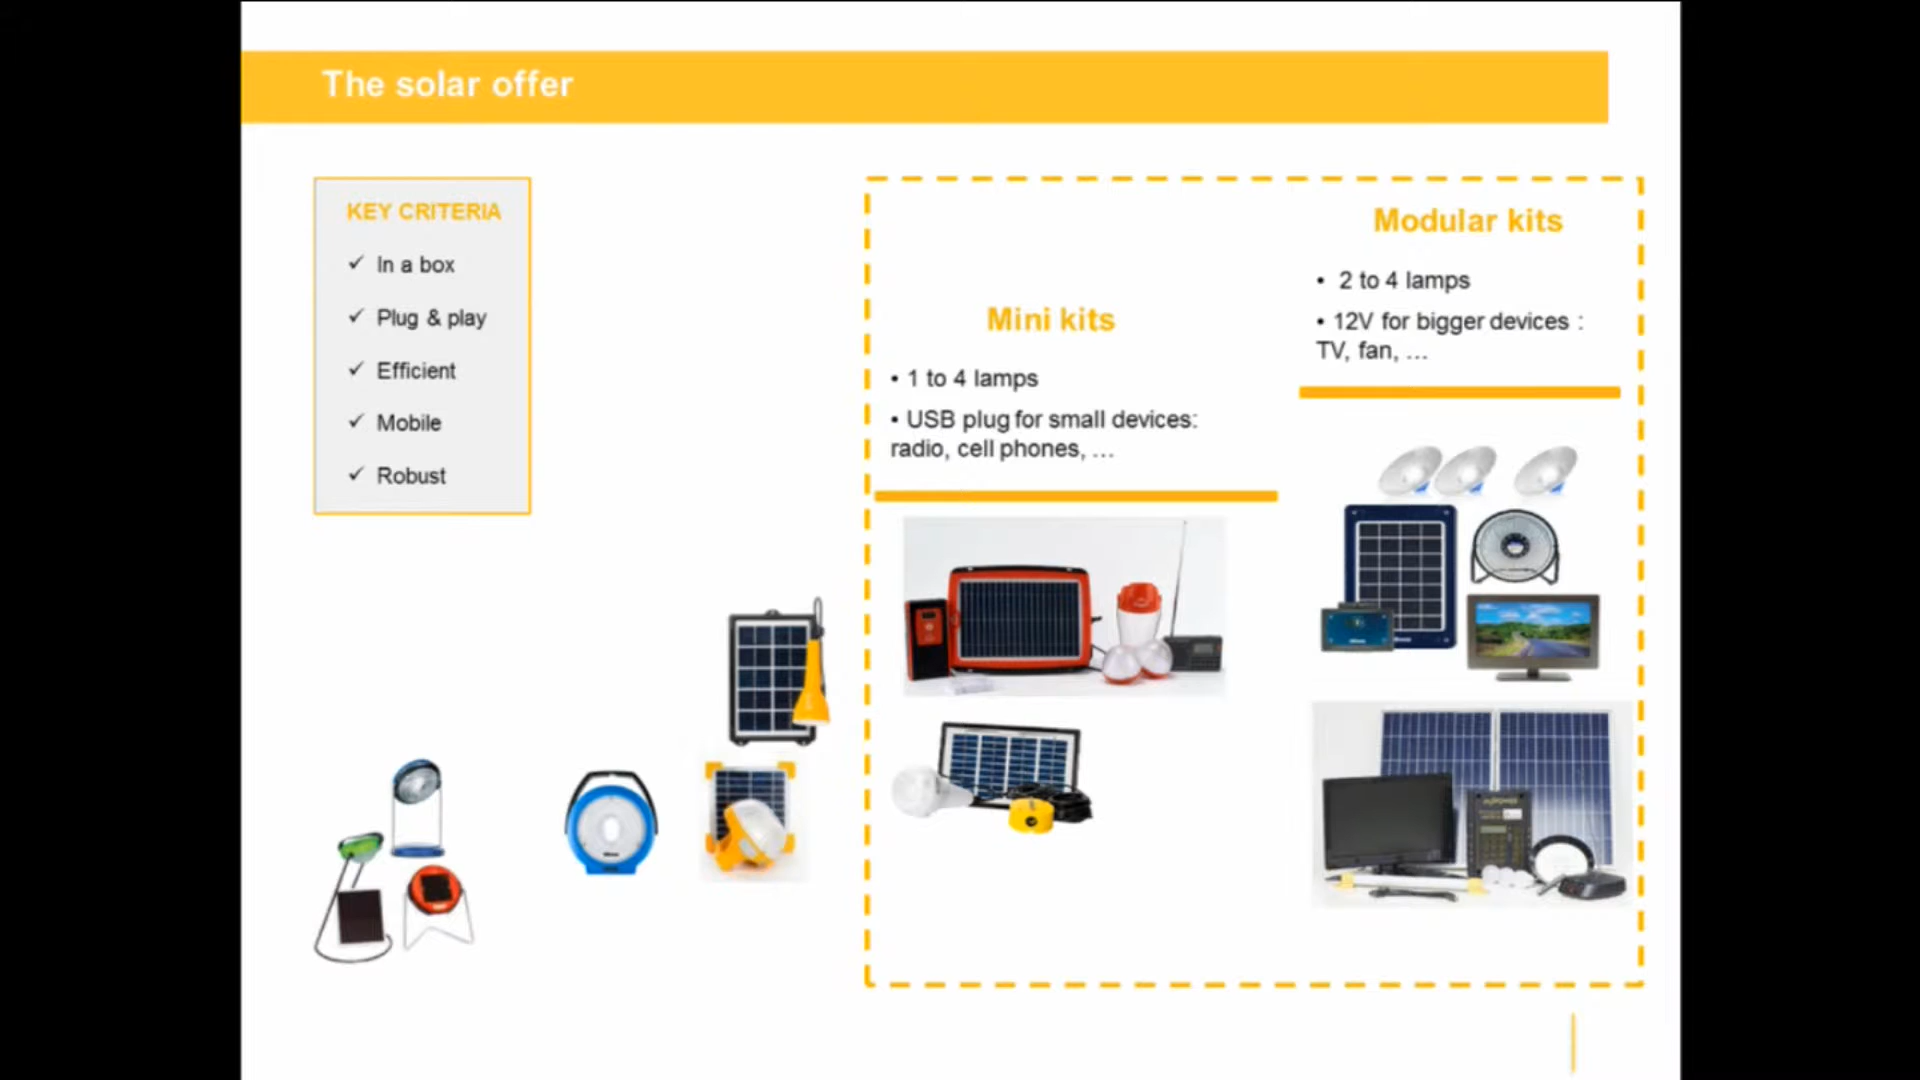 The solar offer
KEY CRITERIA
✓ In a box
✓ Plug & play
✓ Efficient
✓ Mobile
✓ Robust
Mini kits
• 1 to 4 lamps
• USB plug for small devices:
radio, cell phones, ...
Modular kits
• 2 to 4 lamps
• 12V for bigger devices :
TV, fan, ...